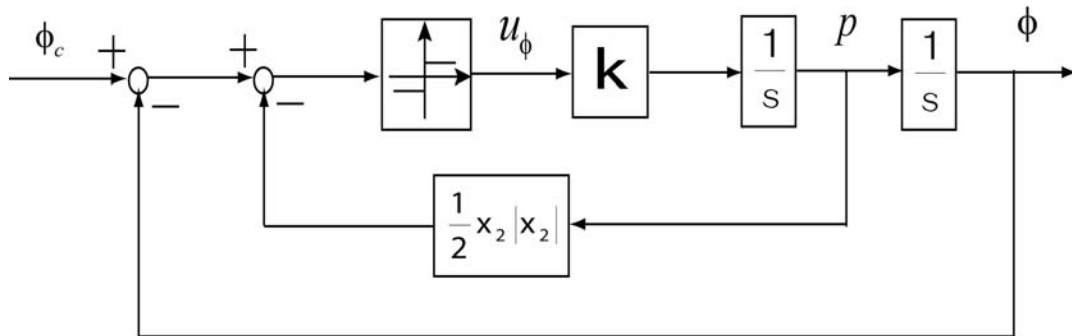 ϕc + − + − uϕ k 1/s p 1/s ϕ
1/2 x₂|x₂|